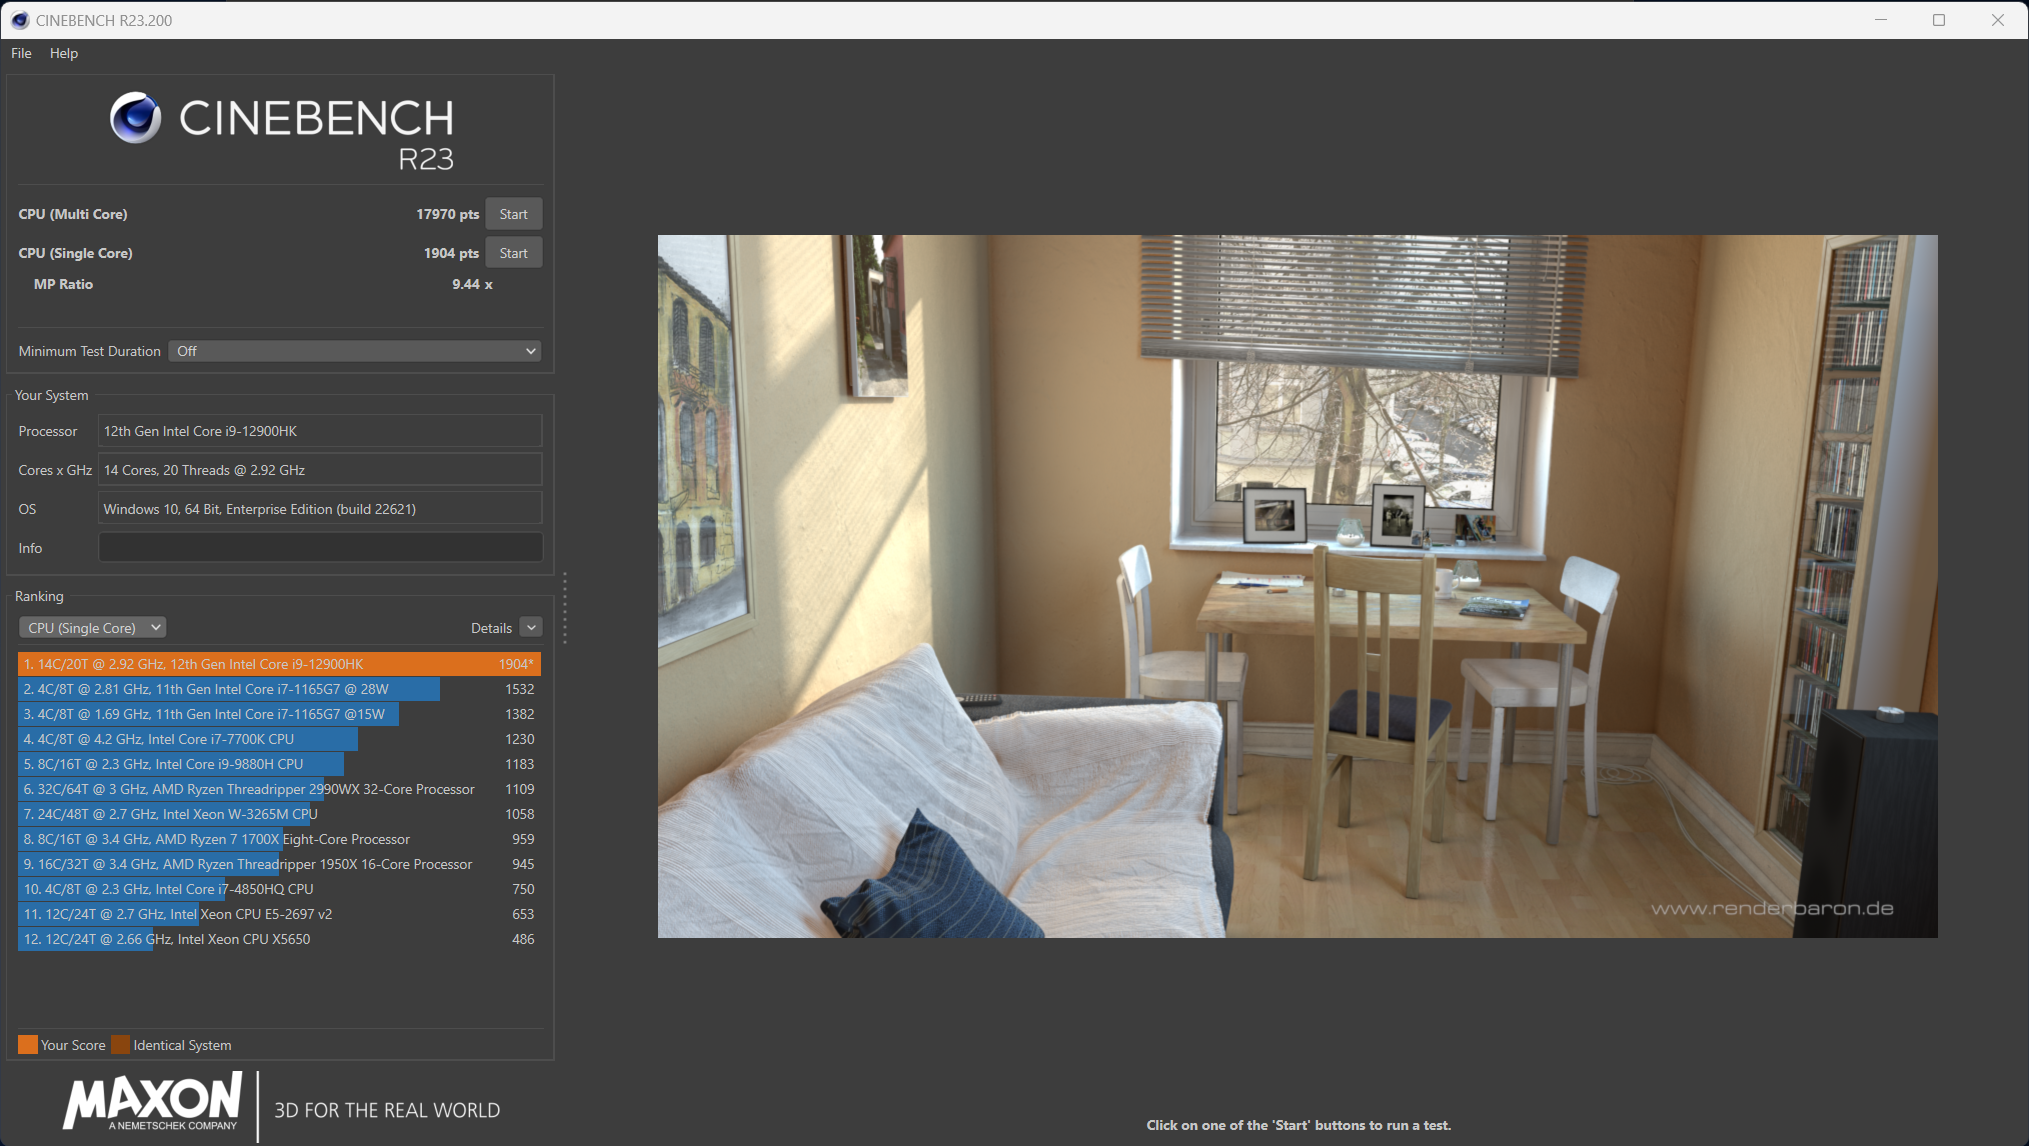 CINEBENCH R23.200
File Help
CINEBENCH
R23
CPU (Multi Core) 17970 pts Start
CPU (Single Core) 1904 pts Start
MP Ratio 9.44 x
Minimum Test Duration Off
Your System
Processor 12th Gen Intel Core i9-12900HK
Cores x GHz 14 Cores, 20 Threads @ 2.92 GHz
OS Windows 10, 64 Bit, Enterprise Edition (build 22621)
Info
Ranking
CPU (Single Core) Details
1. 14C/20T @ 2.92 GHz, 12th Gen Intel Core i9-12900HK 1904*
2. 4C/8T @ 2.81 GHz, 11th Gen Intel Core i7-1165G7 @ 28W 1532
3. 4C/8T @ 1.69 GHz, 11th Gen Intel Core i7-1165G7 @15W 1382
4. 4C/8T @ 4.2 GHz, Intel Core i7-7700K CPU 1230
5. 8C/16T @ 2.3 GHz, Intel Core i9-9880H CPU 1183
6. 32C/64T @ 3 GHz, AMD Ryzen Threadripper 2990WX 32-Core Processor 1109
7. 24C/48T @ 2.7 GHz, Intel Xeon W-3265M CPU 1058
8. 8C/16T @ 3.4 GHz, AMD Ryzen 7 1700X Eight-Core Processor 959
9. 16C/32T @ 3.4 GHz, AMD Ryzen Threadripper 1950X 16-Core Processor 945
10. 4C/8T @ 2.3 GHz, Intel Core i7-4850HQ CPU 750
11. 12C/24T @ 2.7 GHz, Intel Xeon CPU E5-2697 v2 653
12. 12C/24T @ 2.66 GHz, Intel Xeon CPU X5650 486
Your Score Identical System
MAXON
A NEMETSCHEK COMPANY
3D FOR THE REAL WORLD
www.renderbaron.de
Click on one of the 'Start' buttons to run a test.